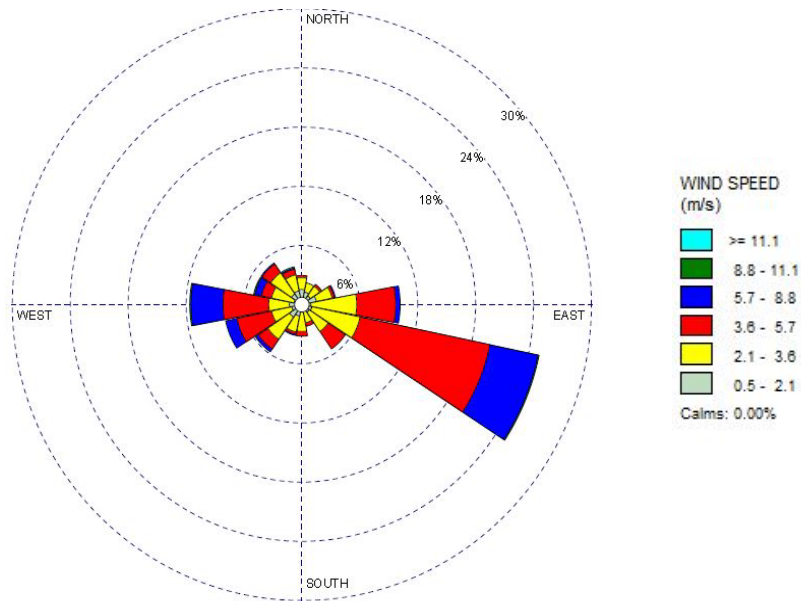 NORTH
30%
24%
18%
12%
6%
WEST
EAST
SOUTH
WIND SPEED
(m/s)
>= 11.1
8.8 - 11.1
5.7 - 8.8
3.6 - 5.7
2.1 - 3.6
0.5 - 2.1
Calms: 0.00%